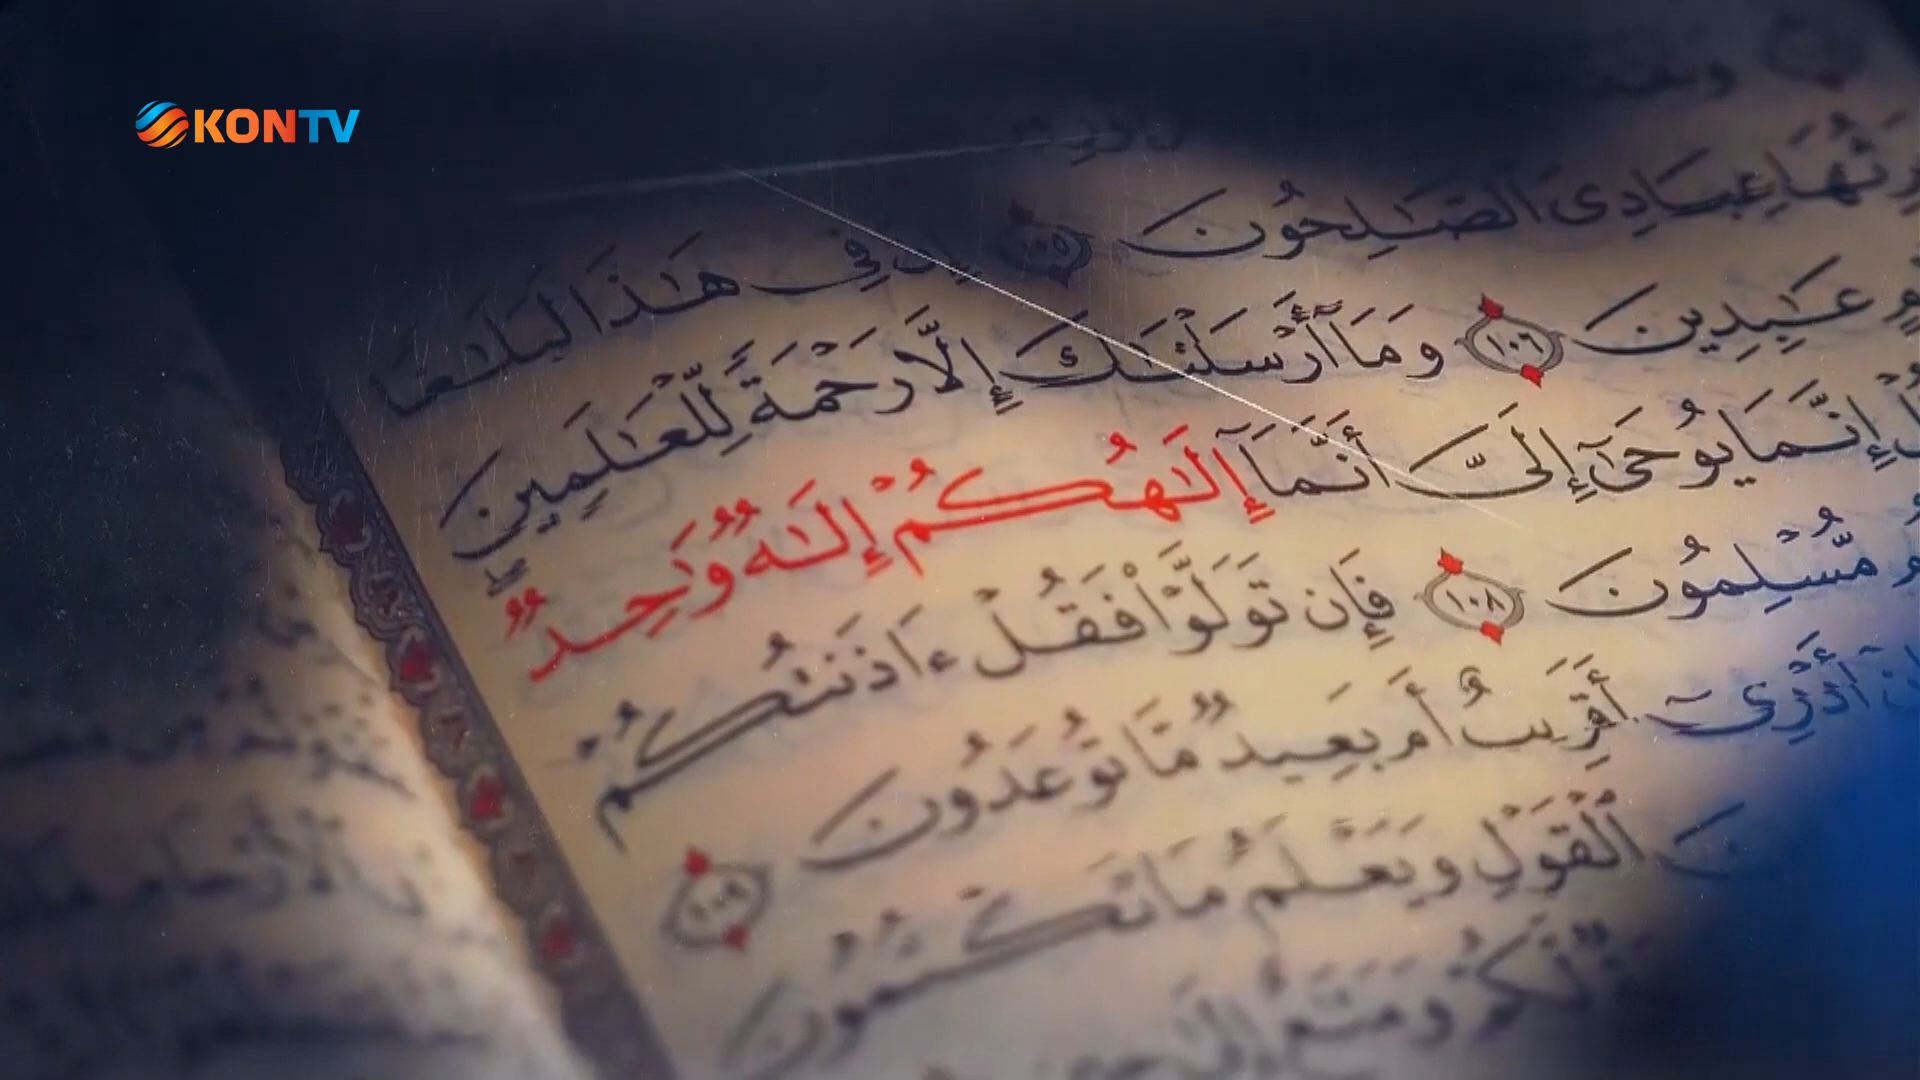 KONTV
رِثُهَا عِبَادِىَ ٱلصَّٰلِحُونَ ١٠٥ إِنَّ فِى هَٰذَا لَبَلَٰغًا
عَٰبِدِينَ ١٠٦ وَمَآ أَرْسَلْنَٰكَ إِلَّا رَحْمَةً لِّلْعَٰلَمِينَ
إِنَّمَا يُوحَىٰٓ إِلَىَّ أَنَّمَآ إِلَٰهُكُمْ إِلَٰهٌ وَٰحِدٌ
مُّسْلِمُونَ ١٠٨ فَإِن تَوَلَّوْا۟ فَقُلْ ءَاذَنتُكُمْ
أَدْرِىٓ أَقَرِيبٌ أَم بَعِيدٌ مَّا تُوعَدُونَ ١٠٩
ٱلْقَوْلِ وَيَعْلَمُ مَا تَكْتُمُونَ
لَّكُمْ وَمَتَٰعٌ إِلَىٰ